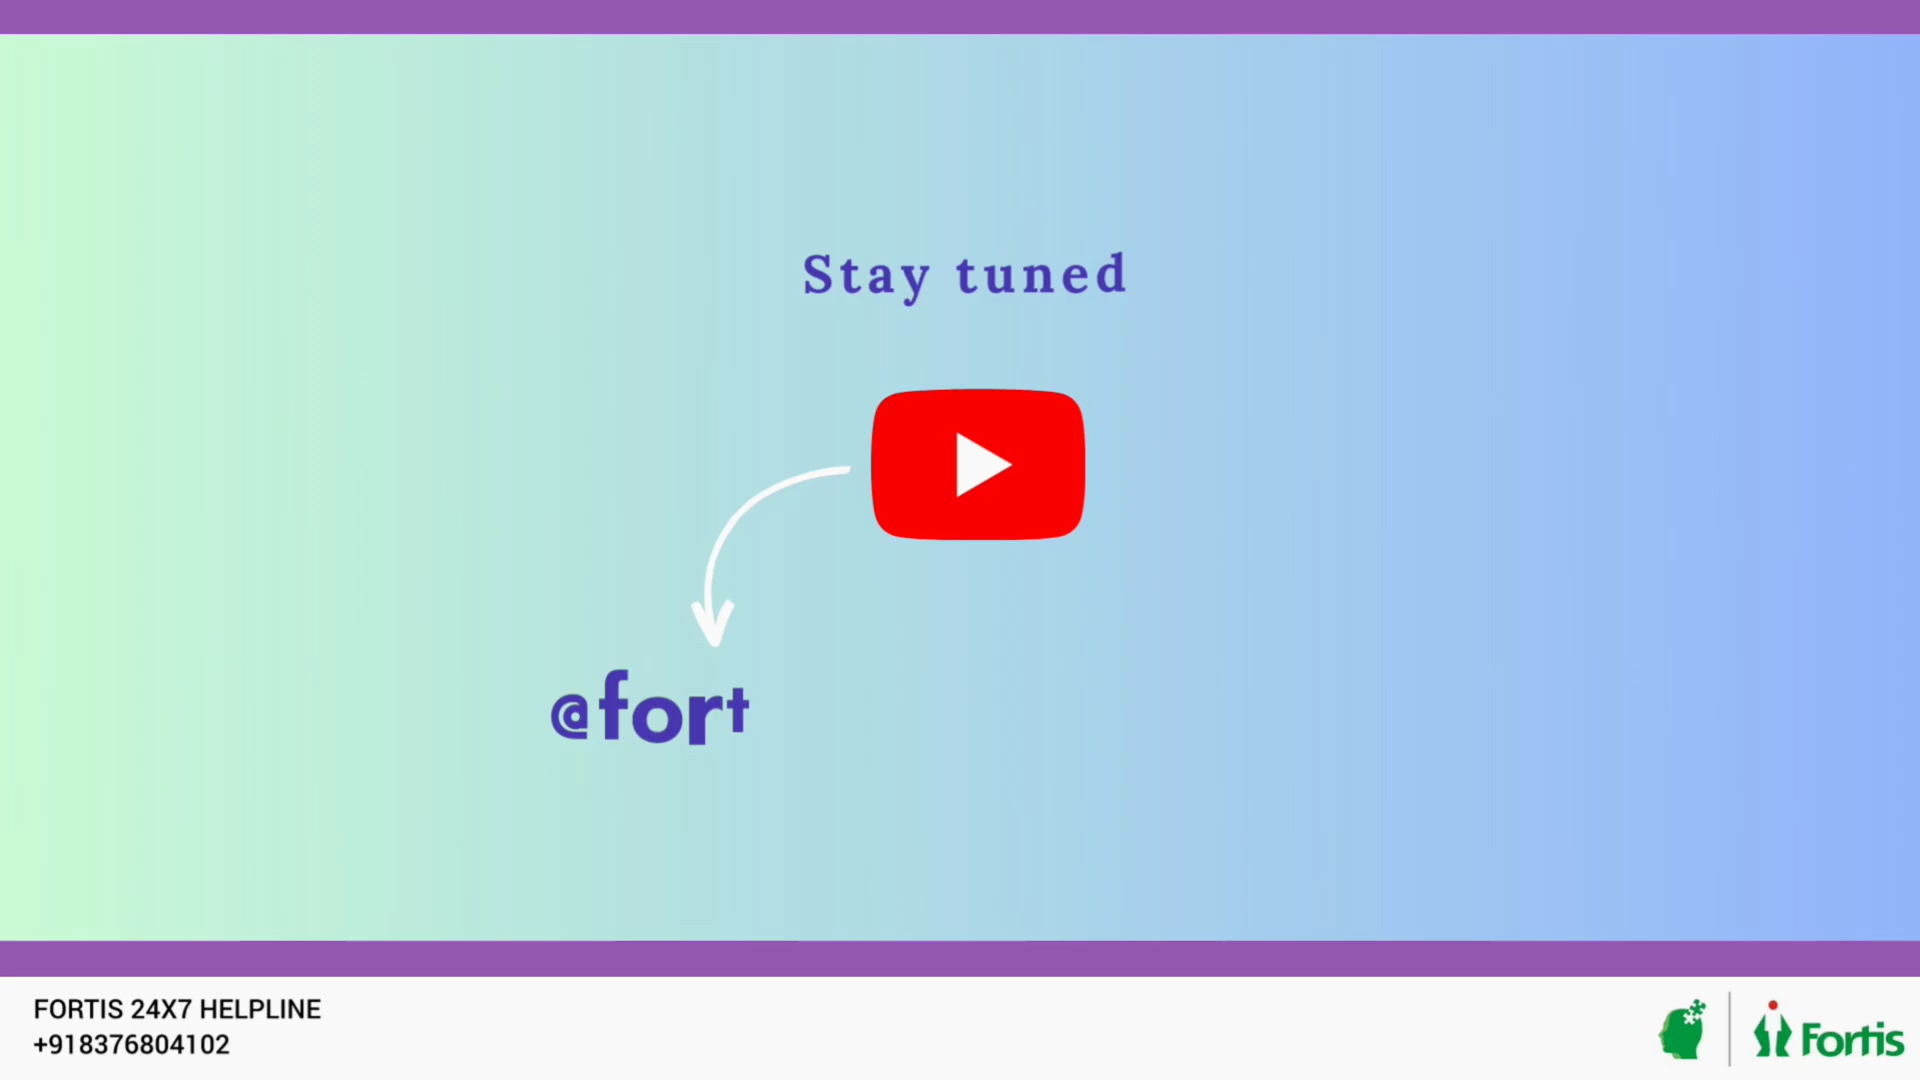 Stay tuned
@fort
FORTIS 24X7 HELPLINE
+918376804102
Fortis